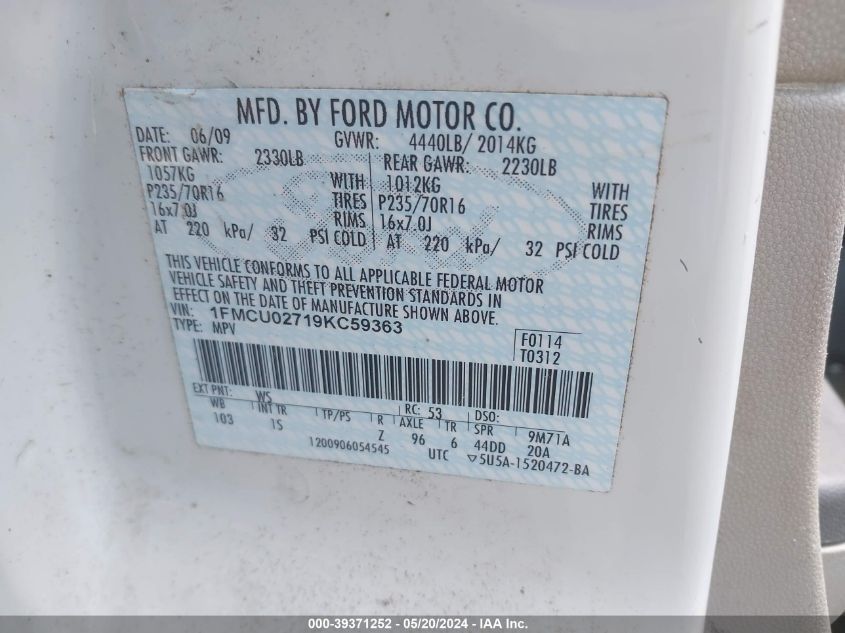 MFD. BY FORD MOTOR CO.
DATE: 06/09 GVWR: 4440LB/ 2014KG
FRONT GAWR: 2330LB REAR GAWR: 2230LB
1057KG WITH 1012KG WITH
P235/70R16 TIRES P235/70R16 TIRES
16x7.0J RIMS 16x7.0J RIMS
AT 220 kPa/ 32 PSI COLD AT 220 kPa/ 32 PSI COLD
THIS VEHICLE CONFORMS TO ALL APPLICABLE FEDERAL MOTOR
VEHICLE SAFETY AND THEFT PREVENTION STANDARDS IN
EFFECT ON THE DATE OF MANUFACTURE SHOWN ABOVE.
VIN: 1FMCU02719KC59363
TYPE: MPV
F0114
T0312
EXT PNT: WS RC: 53 DSO:
WB INT TR TP/PS R AXLE TR SPR 9M71A
103 1S Z 96 6 44DD 20A
1200906054545 UTC ▽5U5A-1520472-BA
000-39371252 - 05/20/2024 - IAA Inc.